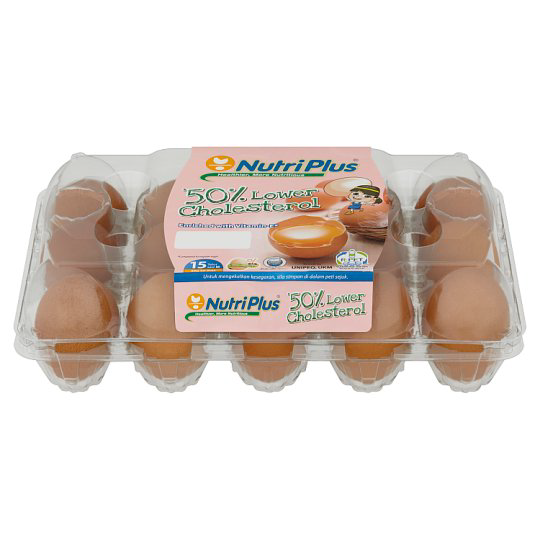 NutriPlus®
Healthier, More Nutritious
*50% Lower
Cholesterol
Enriched with Vitamin-E
15
UNIPEQ, UKM
Untuk mengekalkan kesegaran, sila simpan di dalam peti sejuk.
NutriPlus®
Healthier, More Nutritious
*50% Lower
Cholesterol